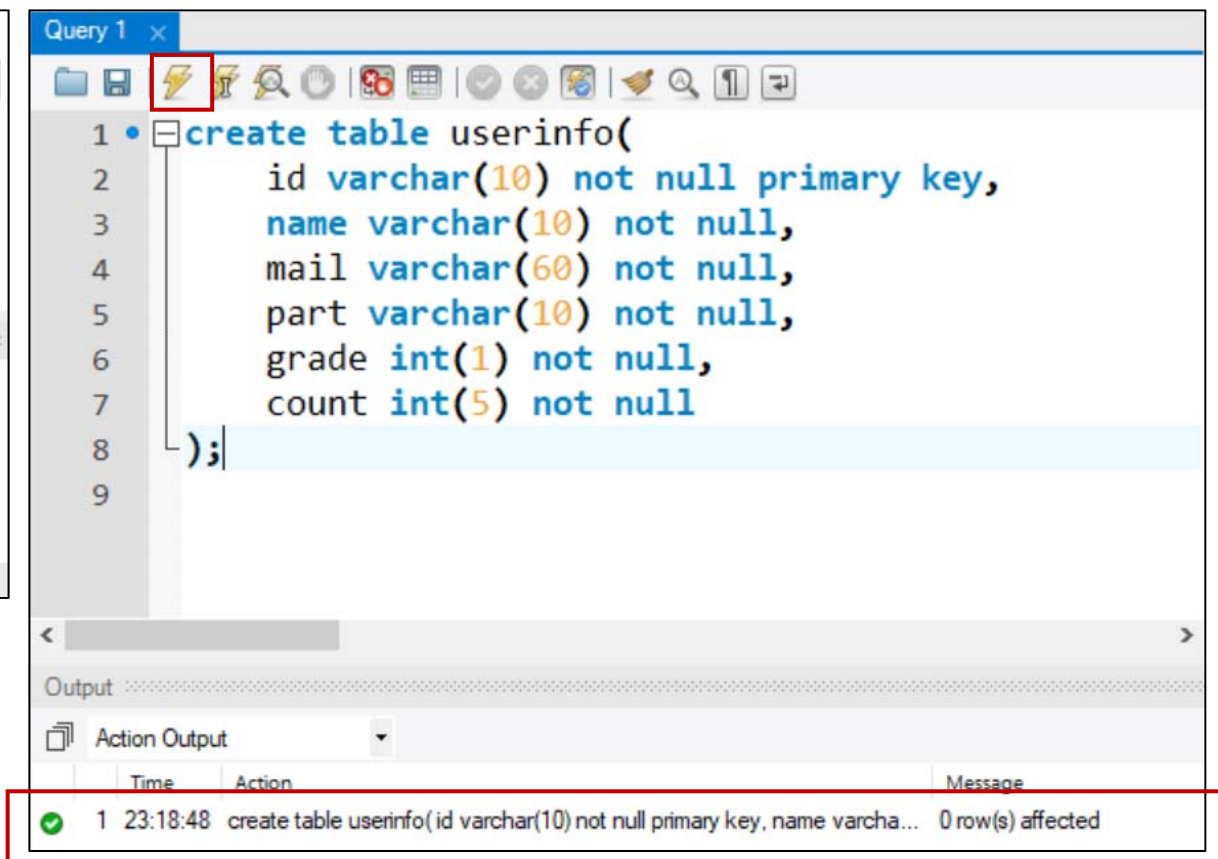 Query 1
1 create table userinfo(
2 id varchar(10) not null primary key,
3 name varchar(10) not null,
4 mail varchar(60) not null,
5 part varchar(10) not null,
6 grade int(1) not null,
7 count int(5) not null
8 );
9
Output
Action Output
Time Action Message
1 23:18:48 create table userinfo( id varchar(10) not null primary key, name varcha... 0 row(s) affected